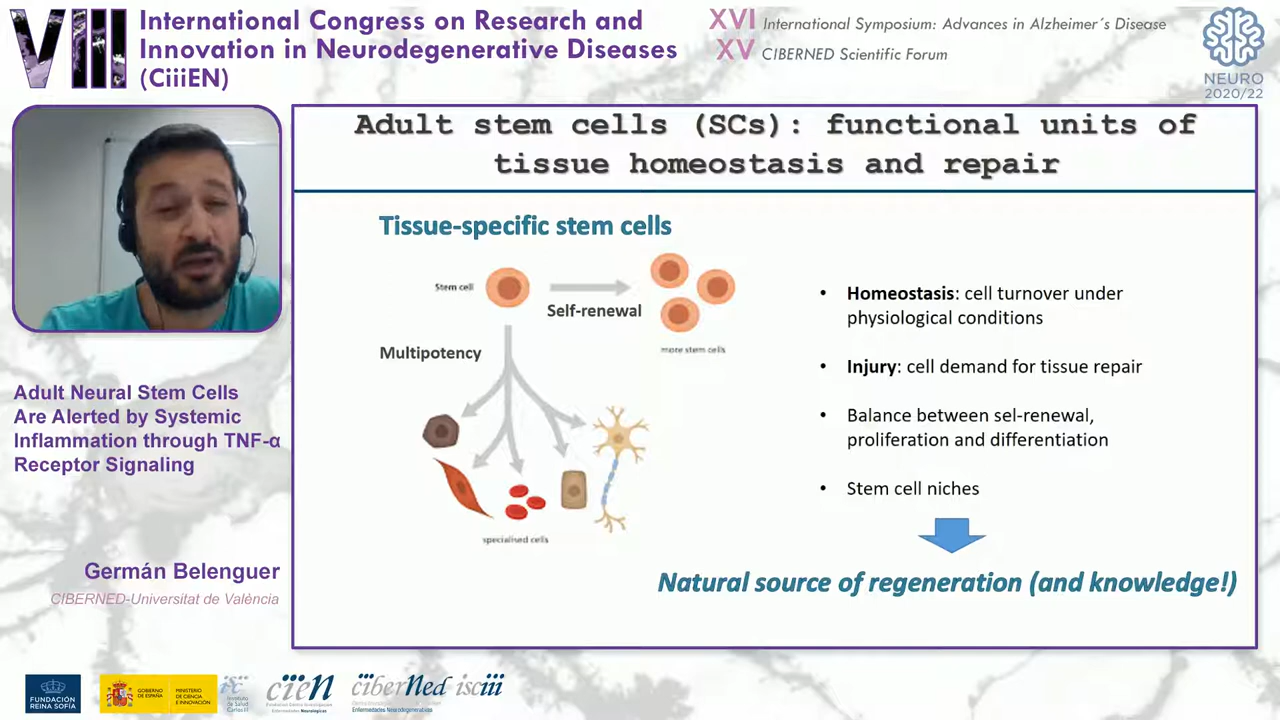 VIII
International Congress on Research and
Innovation in Neurodegenerative Diseases
(CiiiEN)
XVI International Symposium: Advances in Alzheimer´s Disease
XV CIBERNED Scientific Forum
NEURO
2020/22
Adult stem cells (SCs): functional units of
tissue homeostasis and repair
Tissue-specific stem cells
Stem cell
Self-renewal
more stem cells
Multipotency
specialised cells
• Homeostasis: cell turnover under
physiological conditions
• Injury: cell demand for tissue repair
• Balance between sel-renewal,
proliferation and differentiation
• Stem cell niches
Natural source of regeneration (and knowledge!)
Adult Neural Stem Cells
Are Alerted by Systemic
Inflammation through TNF-α
Receptor Signaling
Germán Belenguer
CIBERNED-Universitat de València
FUNDACIÓN
REINA SOFÍA
GOBIERNO
DE ESPAÑA
MINISTERIO
DE CIENCIA
E INNOVACIÓN
Instituto
de Salud
Carlos III
cien
ciberned isciii
Enfermedades Neurodegenerativas